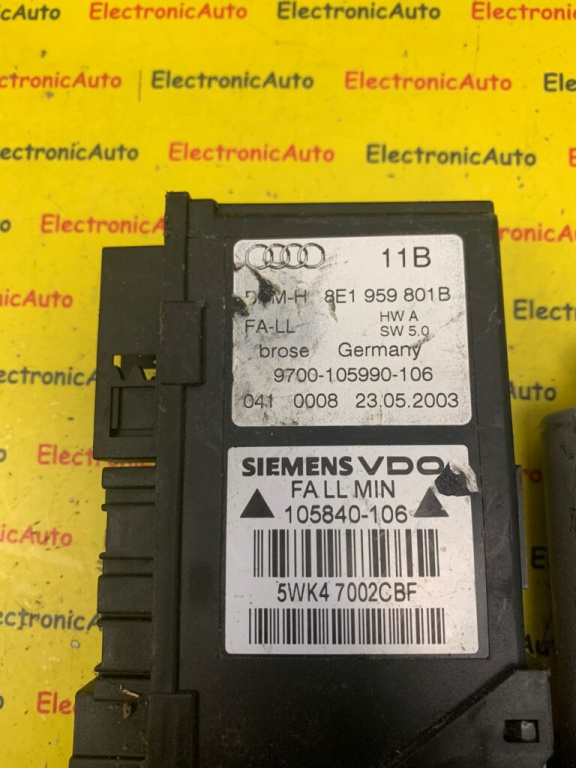 ElectronicAuto ElectronicAuto ElectronicAuto
ElectronicAuto ElectronicAuto
ElectronicAuto ElectronicAuto ElectronicAuto
ElectronicAuto
11B
8E1 959 801B
FA-LL
HW A
SW 5.0
brose Germany
9700-105990-106
041 0008 23.05.2003
SIEMENS VDO
FA LL MIN
105840-106
5WK4 7002CBF
ElectronicAuto
ElectronicAuto
ElectronicAuto